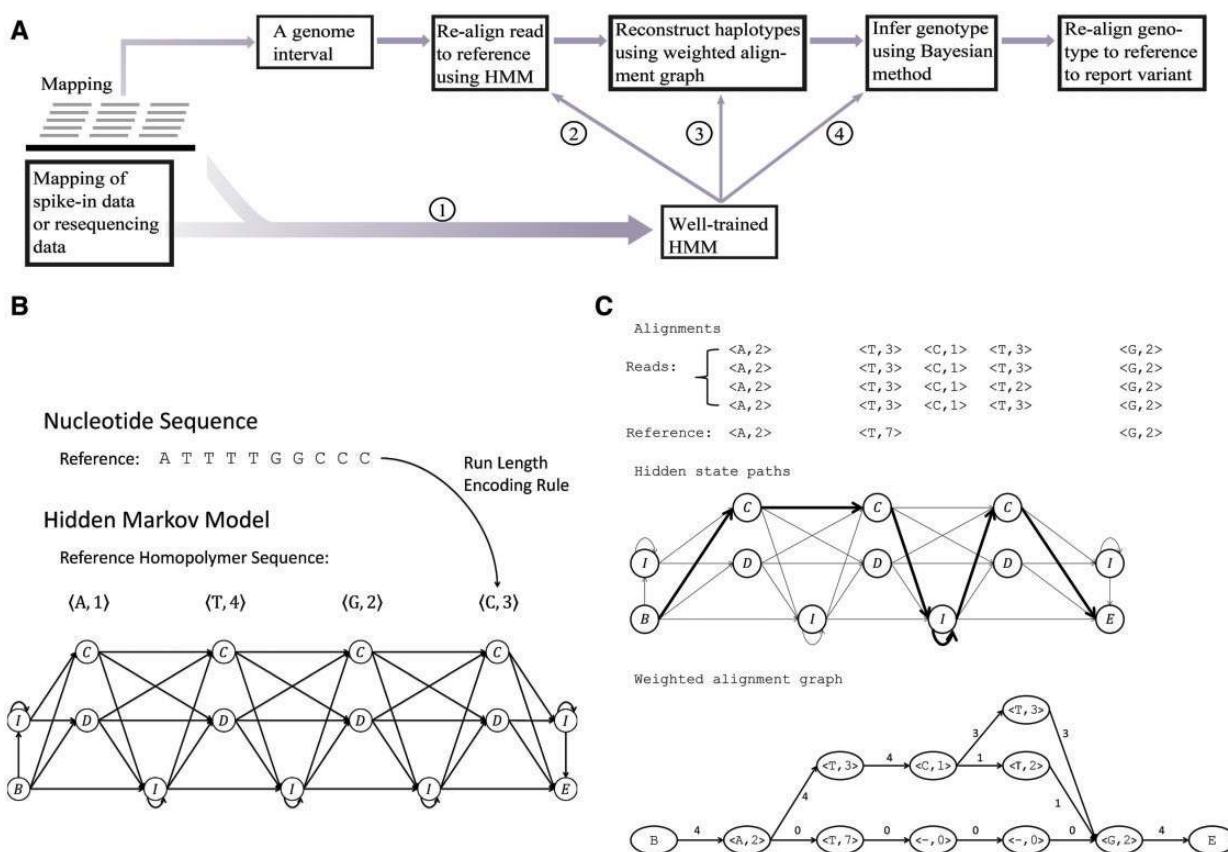 A
A genome
interval
Re-align read
to reference
using HMM
Reconstruct haplotypes
using weighted align-
ment graph
Infer genotype
using Bayesian
method
Re-align geno-
type to reference
to report variant
Mapping
Mapping of
spike-in data
or resequencing
data
1
2
3
4
Well-trained
HMM
B
Nucleotide Sequence
Reference: A T T T T G G C C C
Run Length
Encoding Rule
Hidden Markov Model
Reference Homopolymer Sequence:
⟨A, 1⟩ ⟨T, 4⟩ ⟨G, 2⟩ ⟨C, 3⟩
C C C C
I D D D D I
B I I I E
C
Alignments
<A,2> <T,3> <C,1> <T,3> <G,2>
Reads: <A,2> <T,3> <C,1> <T,3> <G,2>
<A,2> <T,3> <C,1> <T,2> <G,2>
<A,2> <T,3> <C,1> <T,3> <G,2>
Reference: <A,2> <T,7> <G,2>
Hidden state paths
C C C
I D D D I
B I I E
Weighted alignment graph
<T,3>
3 3
<T,3> 4 <C,1> 1 <T,2>
4 1
B 4 <A,2> 0 <T,7> 0 <-,0> 0 <-,0> 0 <G,2> 4 E